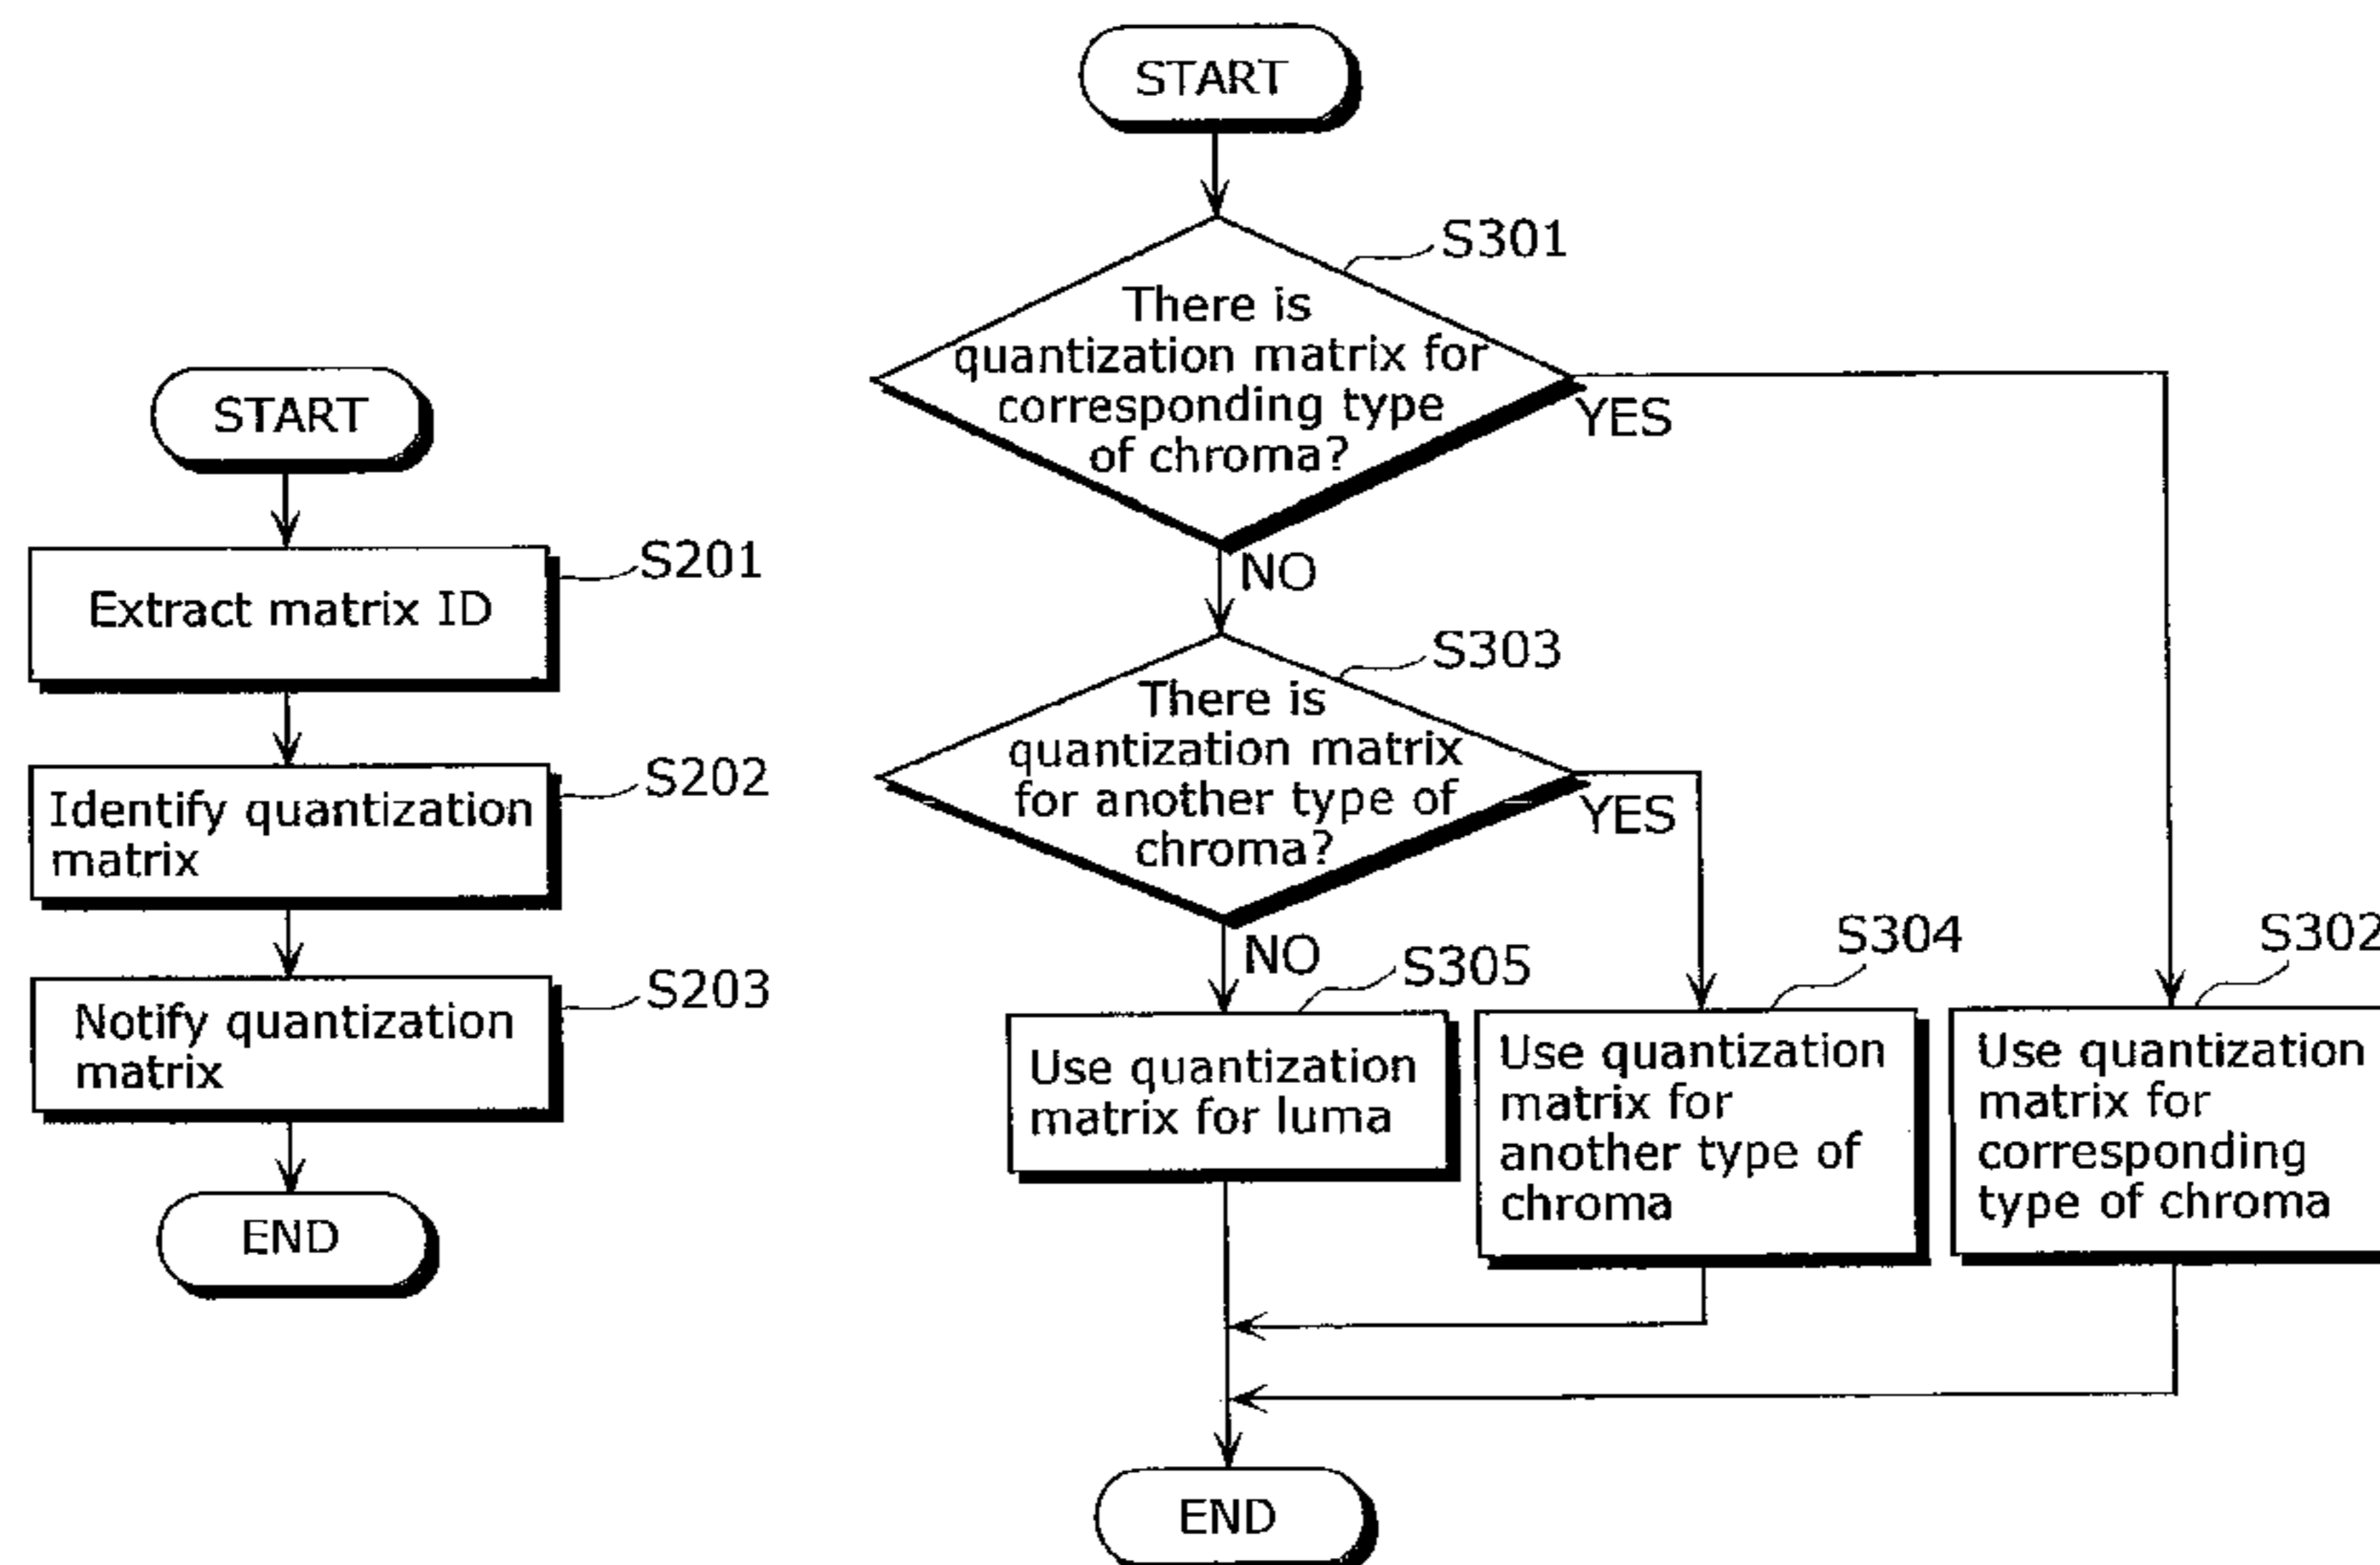 START
S201
Extract matrix ID
S202
Identify quantization
matrix
S203
Notify quantization
matrix
END
START
S301
There is
quantization matrix for
corresponding type
of chroma?
YES
NO
S303
There is
quantization matrix
for another type of
chroma?
YES
NO
S305
Use quantization
matrix for luma
S304
Use quantization
matrix for
another type of
chroma
S302
Use quantization
matrix for
corresponding
type of chroma
END